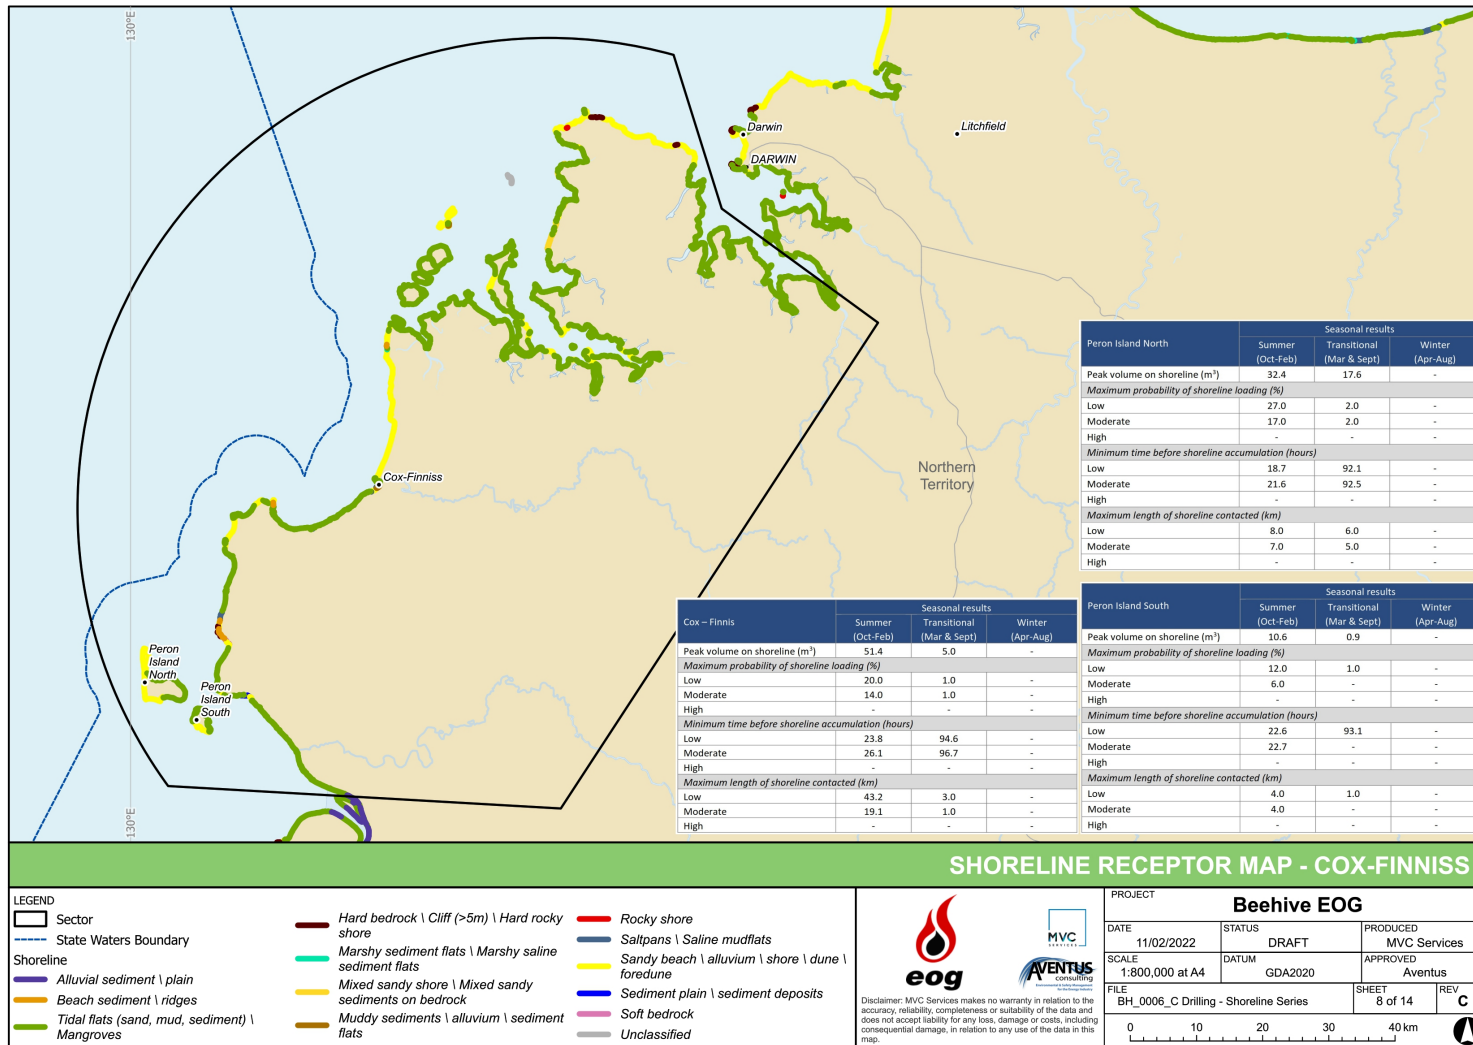 130°E
Darwin
Litchfield
DARWIN
Cox-Finniss
Northern
Territory
Peron
Island
North
Peron
Island
South
130°E
Peron Island North
Seasonal results
Summer (Oct-Feb) Transitional (Mar & Sept) Winter (Apr-Aug)
Peak volume on shoreline (m³) 32.4 17.6 -
Maximum probability of shoreline loading (%)
Low 27.0 2.0 -
Moderate 17.0 2.0 -
High - - -
Minimum time before shoreline accumulation (hours)
Low 18.7 92.1 -
Moderate 21.6 92.5 -
High - - -
Maximum length of shoreline contacted (km)
Low 8.0 6.0 -
Moderate 7.0 5.0 -
High - - -
Cox – Finnis
Seasonal results
Summer (Oct-Feb) Transitional (Mar & Sept) Winter (Apr-Aug)
Peak volume on shoreline (m³) 51.4 5.0 -
Maximum probability of shoreline loading (%)
Low 20.0 1.0 -
Moderate 14.0 1.0 -
High - - -
Minimum time before shoreline accumulation (hours)
Low 23.8 94.6 -
Moderate 26.1 96.7 -
High - - -
Maximum length of shoreline contacted (km)
Low 43.2 3.0 -
Moderate 19.1 1.0 -
High - - -
Peron Island South
Seasonal results
Summer (Oct-Feb) Transitional (Mar & Sept) Winter (Apr-Aug)
Peak volume on shoreline (m³) 10.6 0.9 -
Maximum probability of shoreline loading (%)
Low 12.0 1.0 -
Moderate 6.0 - -
High - - -
Minimum time before shoreline accumulation (hours)
Low 22.6 93.1 -
Moderate 22.7 - -
High - - -
Maximum length of shoreline contacted (km)
Low 4.0 1.0 -
Moderate 4.0 - -
High - - -
SHORELINE RECEPTOR MAP - COX-FINNISS
LEGEND
Sector
State Waters Boundary
Shoreline
Alluvial sediment \ plain
Beach sediment \ ridges
Tidal flats (sand, mud, sediment) \
Mangroves
Hard bedrock \ Cliff (>5m) \ Hard rocky
shore
Marshy sediment flats \ Marshy saline
sediment flats
Mixed sandy shore \ Mixed sandy
sediments on bedrock
Muddy sediments \ alluvium \ sediment
flats
Rocky shore
Saltpans \ Saline mudflats
Sandy beach \ alluvium \ shore \ dune \
foredune
Sediment plain \ sediment deposits
Soft bedrock
Unclassified
eog
MVC
SERVICES
AVENTUS
consulting
Environmental & Safety Management
for the Energy Industry
Disclaimer: MVC Services makes no warranty in relation to the
accuracy, reliability, completeness or suitability of the data and
does not accept liability for any loss, damage or costs, including
consequential damage, in relation to any use of the data in this
map.
PROJECT
Beehive EOG
DATE
11/02/2022
STATUS
DRAFT
PRODUCED
MVC Services
SCALE
1:800,000 at A4
DATUM
GDA2020
APPROVED
Aventus
FILE
BH_0006_C Drilling - Shoreline Series
SHEET
8 of 14
REV
C
0 10 20 30 40 km